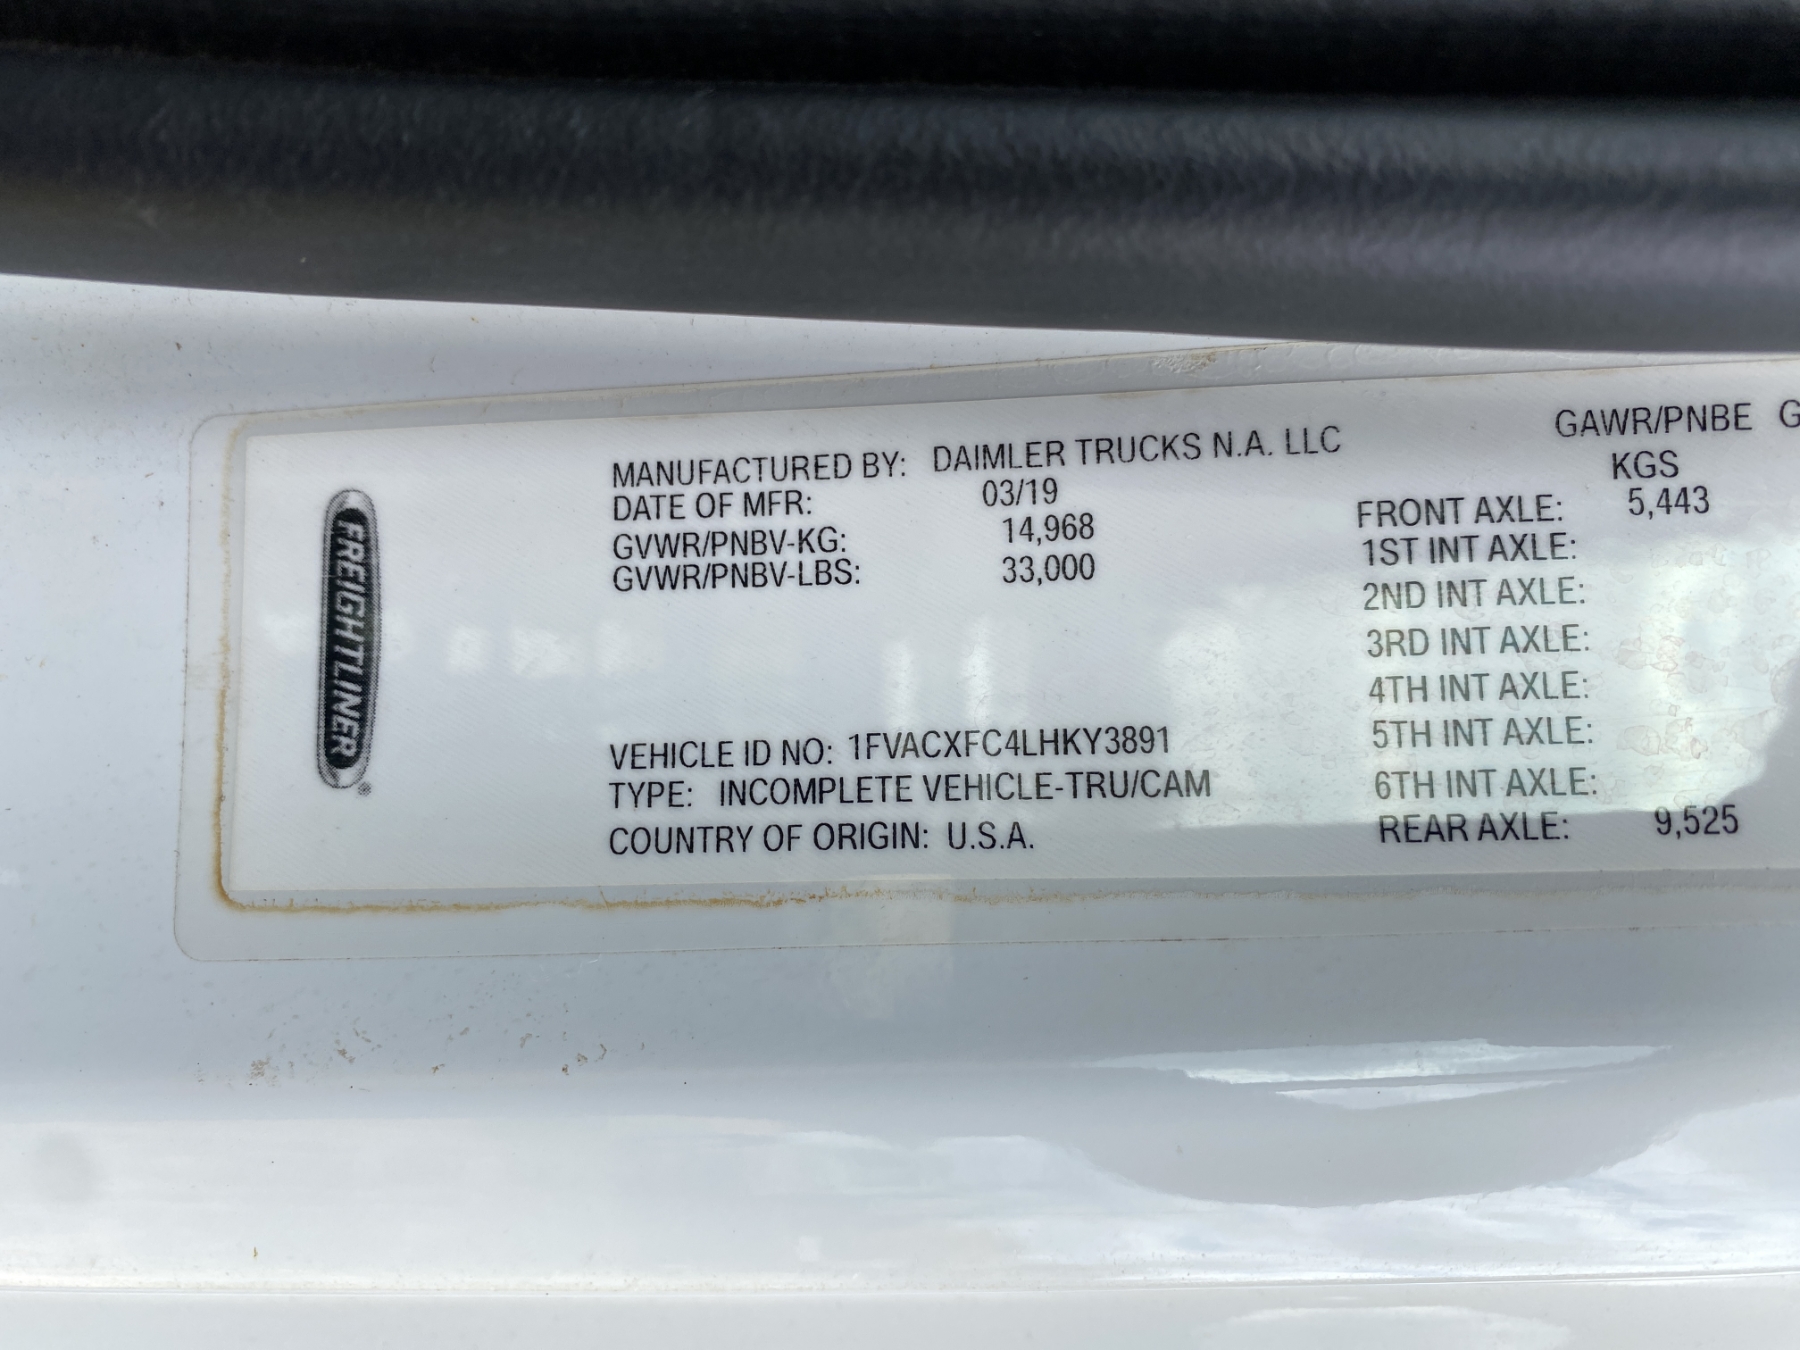 FREIGHTLINER
®
MANUFACTURED BY: DAIMLER TRUCKS N.A. LLC
DATE OF MFR: 03/19
GVWR/PNBV-KG: 14,968
GVWR/PNBV-LBS: 33,000
VEHICLE ID NO: 1FVACXFC4LHKY3891
TYPE: INCOMPLETE VEHICLE-TRU/CAM
COUNTRY OF ORIGIN: U.S.A.
GAWR/PNBE G
KGS
FRONT AXLE: 5,443
1ST INT AXLE:
2ND INT AXLE:
3RD INT AXLE:
4TH INT AXLE:
5TH INT AXLE:
6TH INT AXLE:
REAR AXLE: 9,525